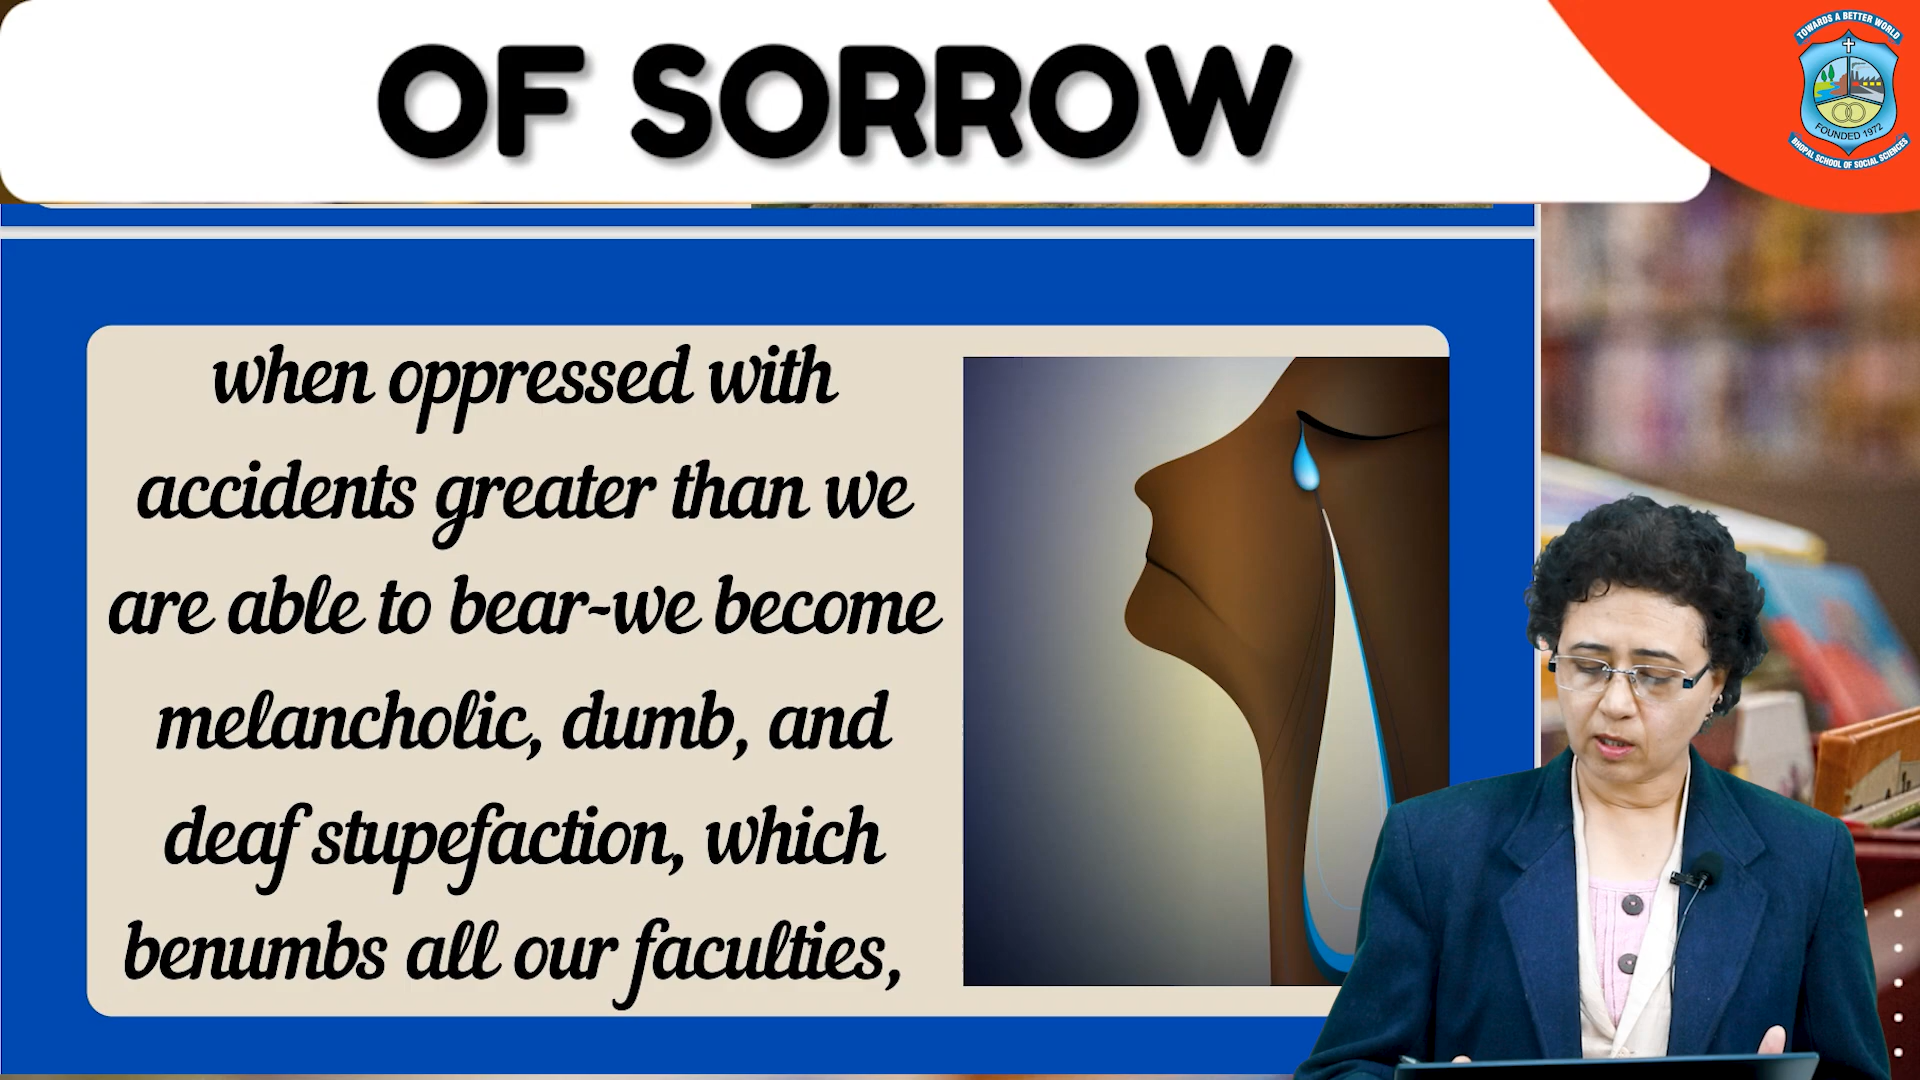 OF SORROW
TOWARDS A BETTER WORLD
FOUNDED 1972
BHOPAL SCHOOL OF SOCIAL SCIENCES
when oppressed with
accidents greater than we
are able to bear-we become
melancholic, dumb, and
deaf stupefaction, which
benumbs all our faculties,